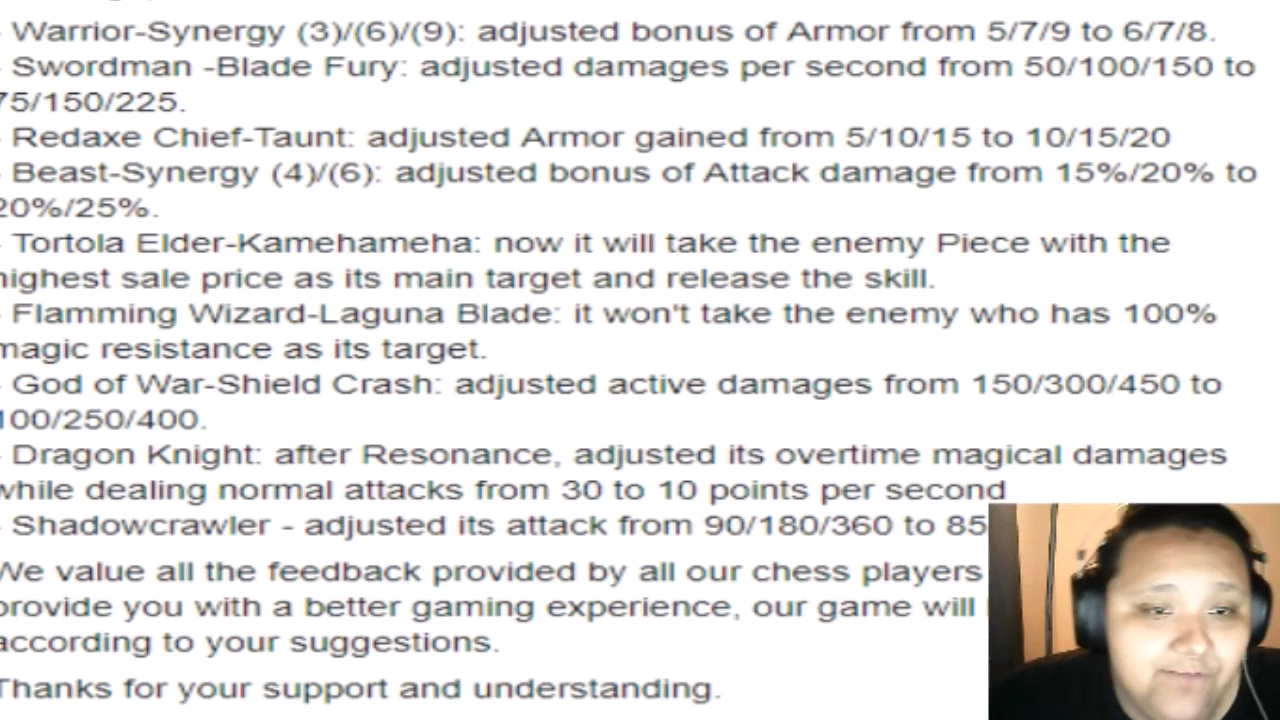 - Warrior-Synergy (3)/(6)/(9): adjusted bonus of Armor from 5/7/9 to 6/7/8.
- Swordman -Blade Fury: adjusted damages per second from 50/100/150 to
75/150/225.
- Redaxe Chief-Taunt: adjusted Armor gained from 5/10/15 to 10/15/20
- Beast-Synergy (4)/(6): adjusted bonus of Attack damage from 15%/20% to
20%/25%.
- Tortola Elder-Kamehameha: now it will take the enemy Piece with the
highest sale price as its main target and release the skill.
- Flamming Wizard-Laguna Blade: it won't take the enemy who has 100%
magic resistance as its target.
- God of War-Shield Crash: adjusted active damages from 150/300/450 to
100/250/400.
- Dragon Knight: after Resonance, adjusted its overtime magical damages
while dealing normal attacks from 30 to 10 points per second
- Shadowcrawler - adjusted its attack from 90/180/360 to 85
We value all the feedback provided by all our chess players
provide you with a better gaming experience, our game will
according to your suggestions.
Thanks for your support and understanding.